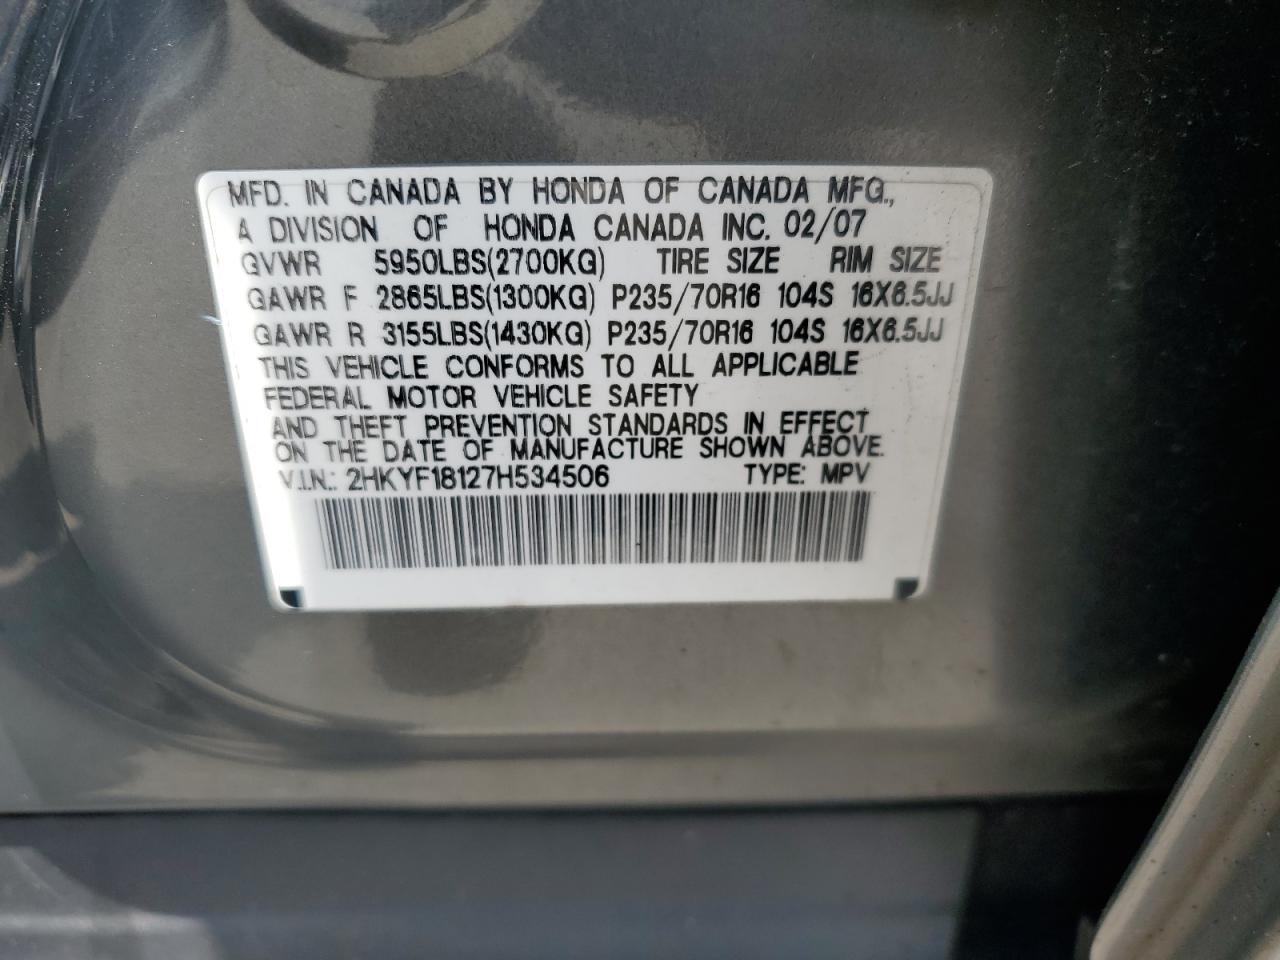 MFD. IN CANADA BY HONDA OF CANADA MFG.,
A DIVISION OF HONDA CANADA INC. 02/07
GVWR 5950LBS(2700KG) TIRE SIZE RIM SIZE
GAWR F 2865LBS(1300KG) P235/70R16 104S 16X6.5JJ
GAWR R 3155LBS(1430KG) P235/70R16 104S 16X6.5JJ
THIS VEHICLE CONFORMS TO ALL APPLICABLE
FEDERAL MOTOR VEHICLE SAFETY
AND THEFT PREVENTION STANDARDS IN EFFECT
ON THE DATE OF MANUFACTURE SHOWN ABOVE.
V.I.N.: 2HKYF18127H534506 TYPE: MPV